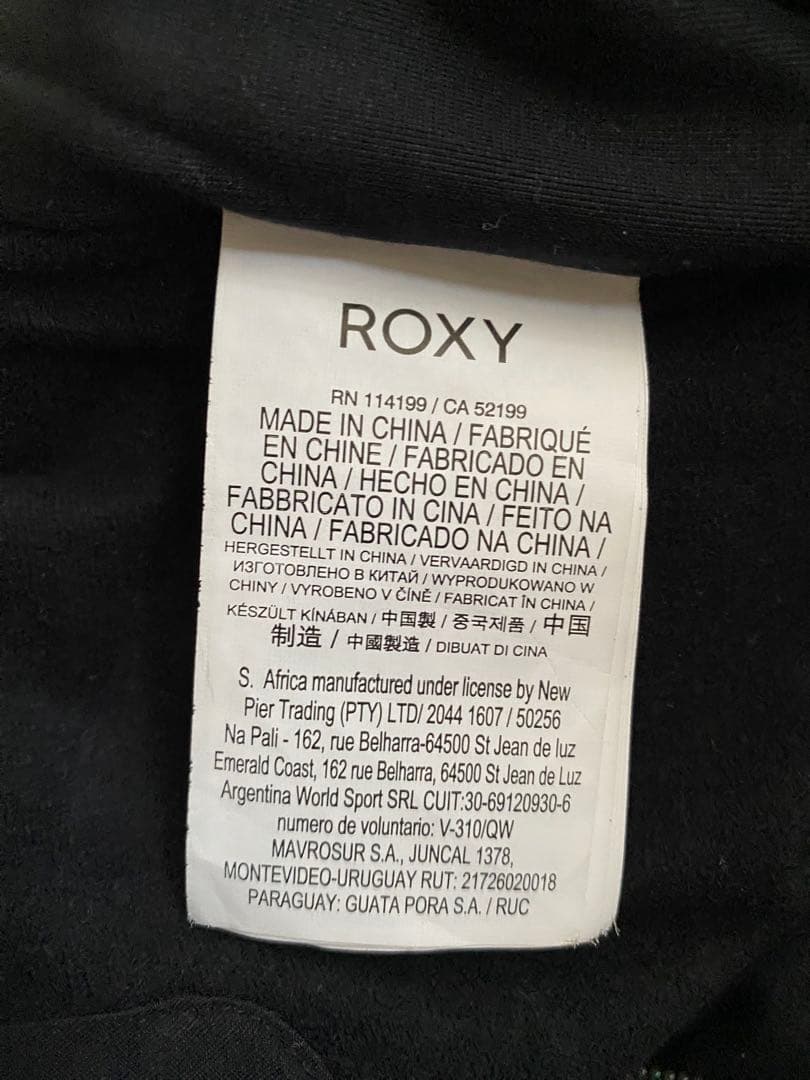 ROXY
RN 114199 / CA 52199
MADE IN CHINA / FABRIQUÉ
EN CHINE / FABRICADO EN
CHINA / HECHO EN CHINA /
FABBRICATO IN CINA / FEITO NA
CHINA / FABRICADO NA CHINA /
HERGESTELLT IN CHINA / VERVAARDIGD IN CHINA /
ИЗГОТОВЛЕНО В КИТАЙ / WYPRODUKOWANO W
CHINY / VYROBENO V ČÍNĚ / FABRICAT ÎN CHINA /
KÉSZÜLT KÍNÁBAN / 中国製 / 중국제품 / 中国
制造 / 中國製造 / DIBUAT DI CINA
S. Africa manufactured under license by New
Pier Trading (PTY) LTD/ 2044 1607 / 50256
Na Pali - 162, rue Belharra-64500 St Jean de luz
Emerald Coast, 162 rue Belharra, 64500 St Jean de Luz
Argentina World Sport SRL CUIT:30-69120930-6
numero de voluntario: V-310/QW
MAVROSUR S.A., JUNCAL 1378,
MONTEVIDEO-URUGUAY RUT: 21726020018
PARAGUAY: GUATA PORA S.A. / RUC